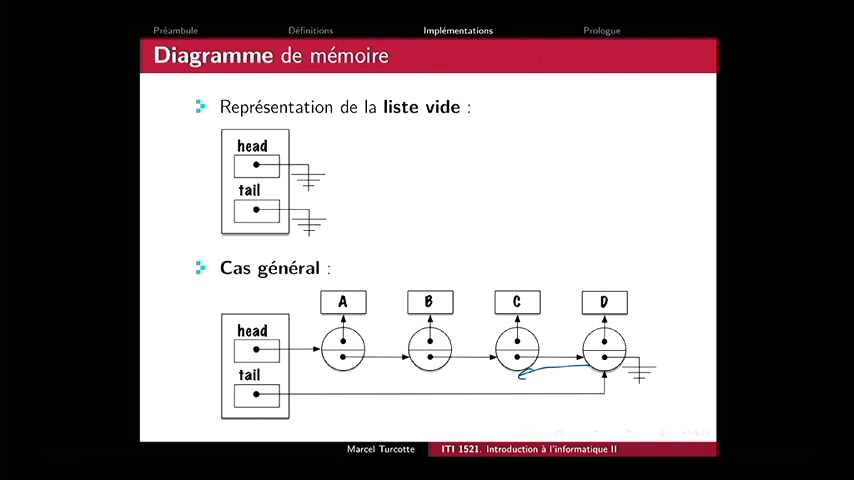 Préambule Définitions Implémentations Prologue
Diagramme de mémoire
Représentation de la liste vide :
head
tail
Cas général :
A B C D
head
tail
Marcel Turcotte ITI 1521. Introduction à l'informatique II